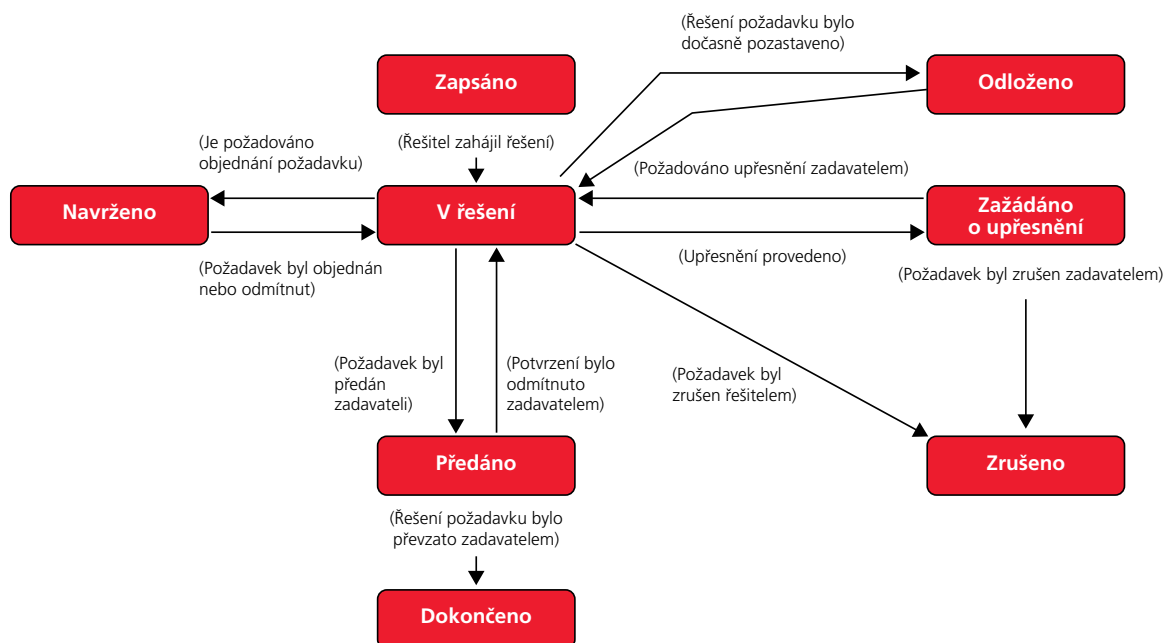 (Řešení požadavku bylo
dočasně pozastaveno)
Zapsáno
Odloženo
(Je požadováno
objednání požadavku)
(Řešitel zahájil řešení)
(Požadováno upřesnění zadavatelem)
Navrženo
V řešení
Zažádáno
o upřesnění
(Požadavek byl objednán
nebo odmítnut)
(Upřesnění provedeno)
(Požadavek byl zrušen zadavatelem)
(Požadavek byl
předán
zadavateli)
(Potvrzení bylo
odmítnuto
zadavatelem)
(Požadavek byl
zrušen řešitelem)
Předáno
Zrušeno
(Řešení požadavku bylo
převzato zadavatelem)
Dokončeno